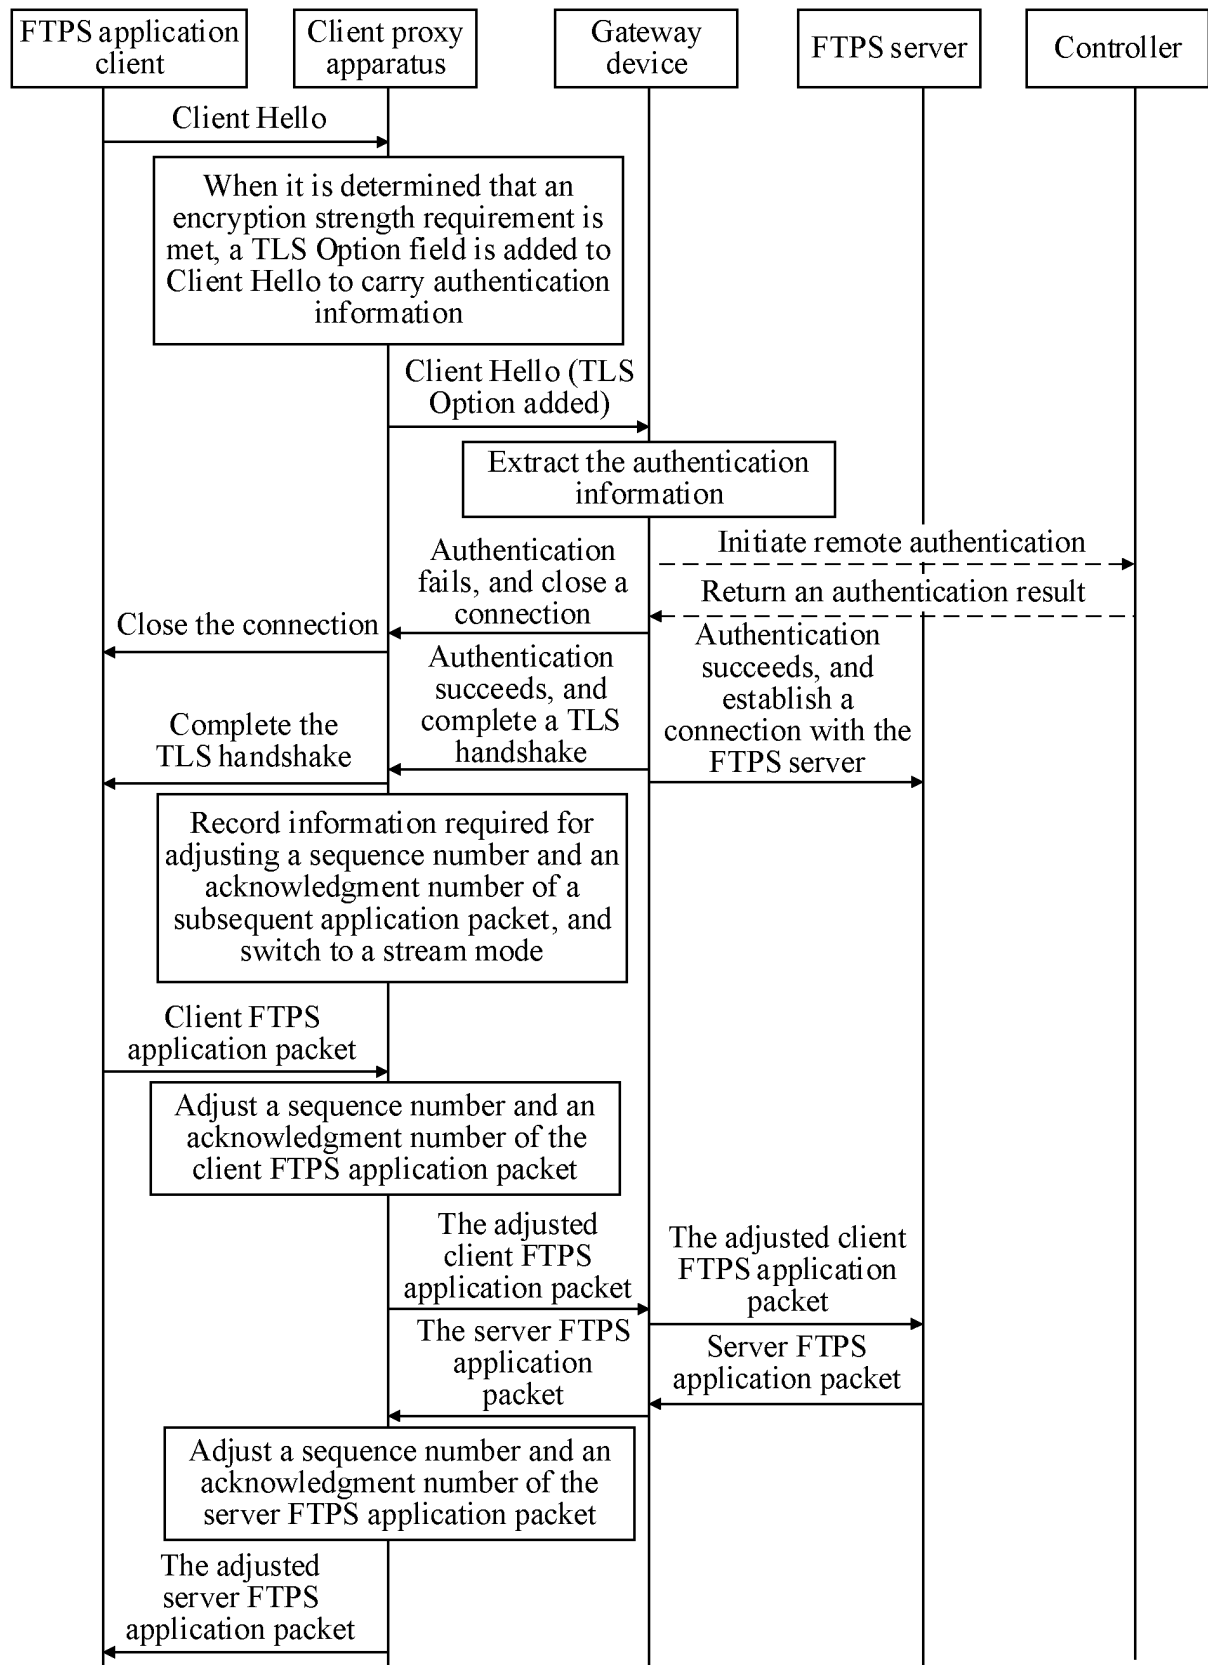 FTPS application
client
Client proxy
apparatus
Gateway
device
FTPS server
Controller
Client Hello
When it is determined that an
encryption strength requirement is
met, a TLS Option field is added to
Client Hello to carry authentication
information
Client Hello (TLS
Option added)
Extract the authentication
information
Initiate remote authentication
Return an authentication result
Authentication
fails, and close a
connection
Close the connection
Authentication
succeeds, and
establish a
connection with the
FTPS server
Authentication
succeeds, and
complete a TLS
handshake
Complete the
TLS handshake
Record information required for
adjusting a sequence number and an
acknowledgment number of a
subsequent application packet, and
switch to a stream mode
Client FTPS
application packet
Adjust a sequence number and an
acknowledgment number of the
client FTPS application packet
The adjusted
client FTPS
application packet
The adjusted client
FTPS application
packet
Server FTPS
application packet
The server FTPS
application
packet
Adjust a sequence number and an
acknowledgment number of the
server FTPS application packet
The adjusted
server FTPS
application packet